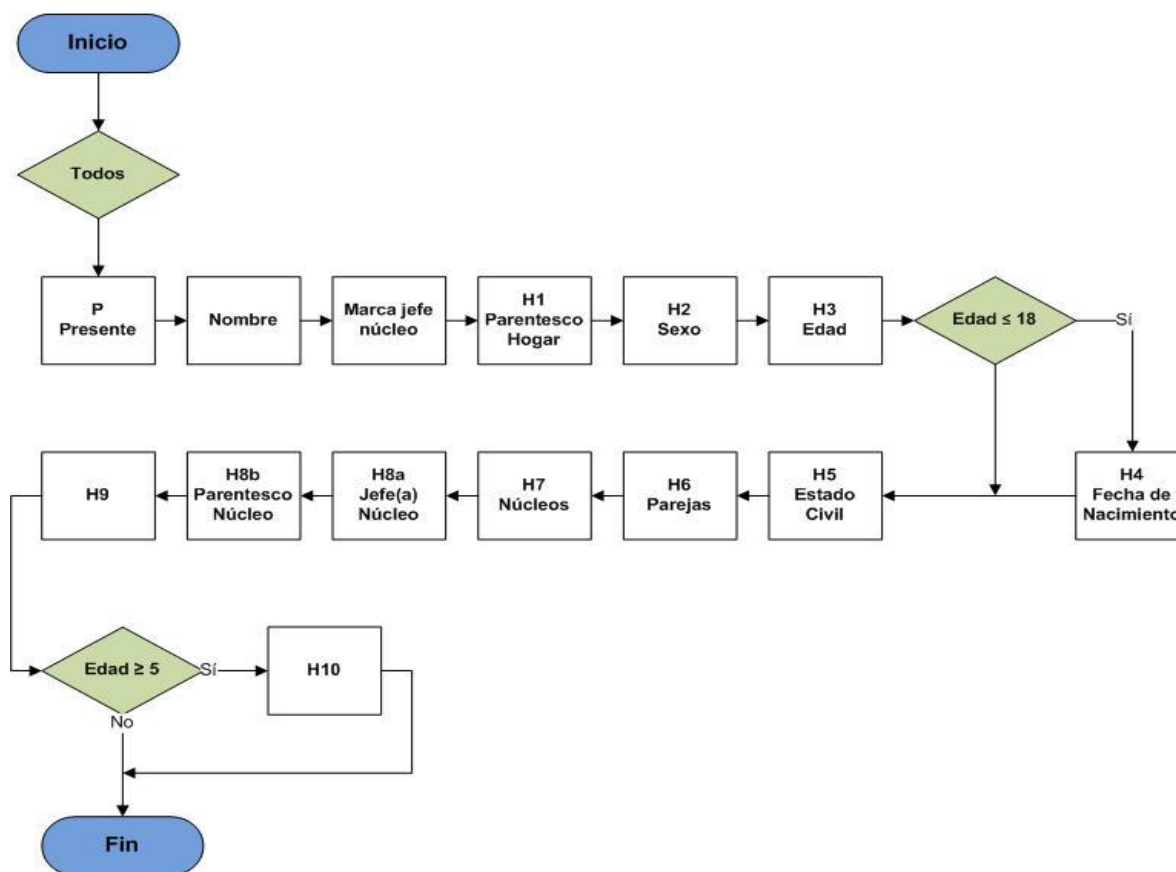 Inicio
Todos
P
Presente
Nombre
Marca jefe
núcleo
H1
Parentesco
Hogar
H2
Sexo
H3
Edad
Edad ≤ 18
Sí
H9
H8b
Parentesco
Núcleo
H8a
Jefe(a)
Núcleo
H7
Núcleos
H6
Parejas
H5
Estado
Civil
H4
Fecha de
Nacimiento
Edad ≥ 5
Sí
H10
No
Fin